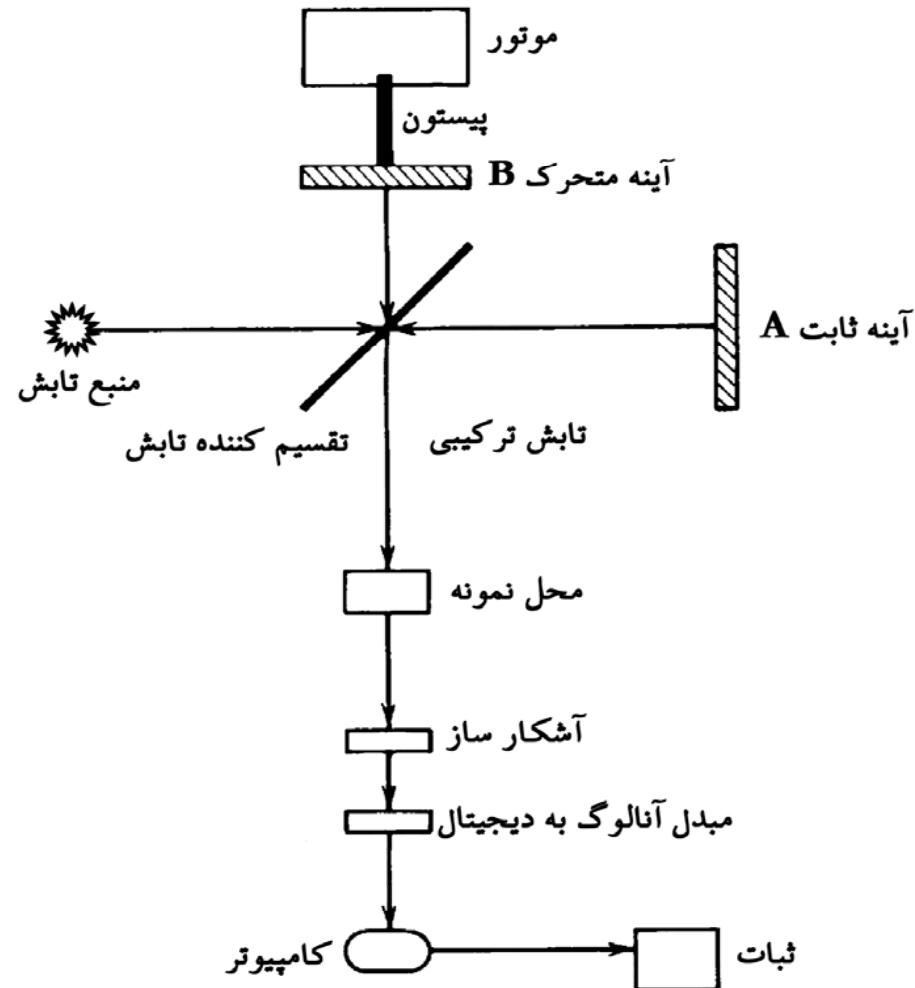 موتور
پیستون
آینه متحرک B
آینه ثابت A
منبع تابش
تقسیم کننده تابش
تابش ترکیبی
محل نمونه
آشکار ساز
مبدل آنالوگ به دیجیتال
کامپیوتر
ثبات